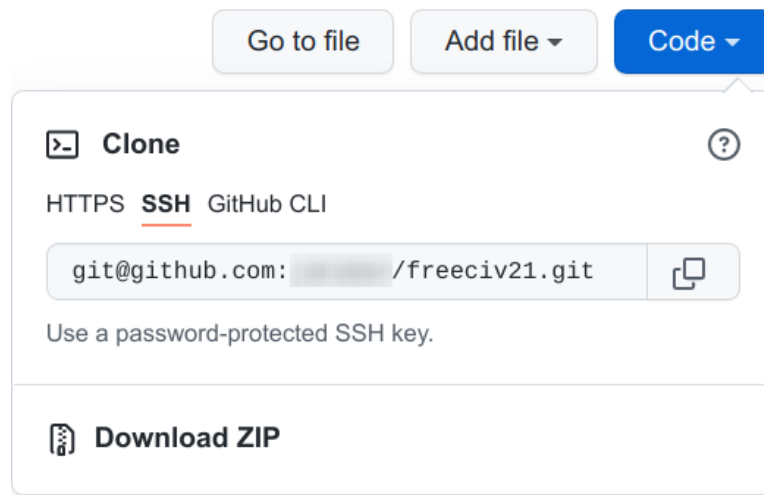 Go to file Add file Code
Clone
HTTPS SSH GitHub CLI
git@github.com: /freeciv21.git
Use a password-protected SSH key.
Download ZIP